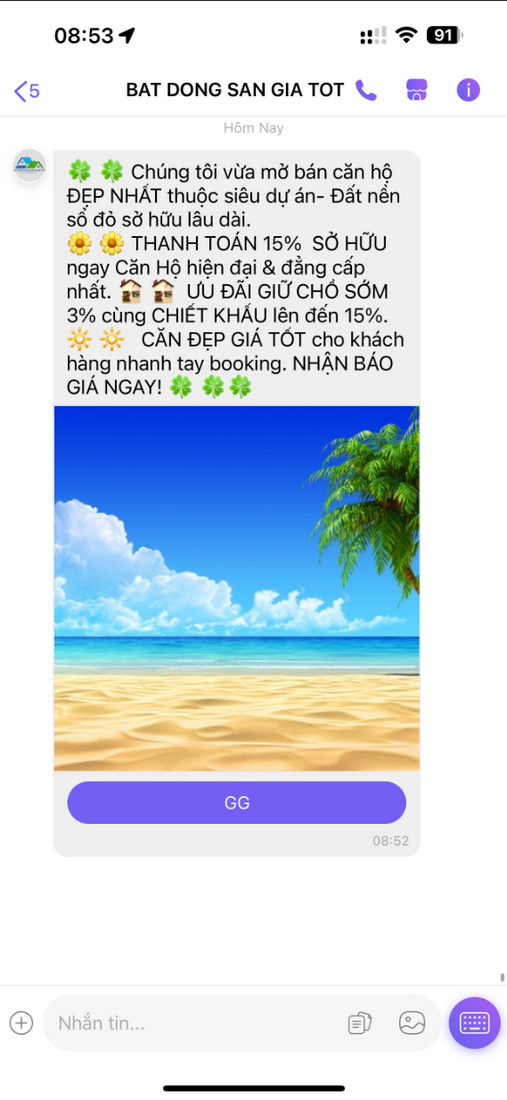 08:53
91
5
BAT DONG SAN GIA TOT
Hôm Nay
🍀 🍀 Chúng tôi vừa mở bán căn hộ
ĐẸP NHẤT thuộc siêu dự án- Đất nền
sổ đỏ sở hữu lâu dài.
🌼 🌼 THANH TOÁN 15%  SỞ HỮU
ngay Căn Hộ hiện đại & đẳng cấp
nhất. 🏚 🏚  ƯU ĐÃI GIỮ CHỖ SỚM
3% cùng CHIẾT KHẤU lên đến 15%.
🔆 🔆  CĂN ĐẸP GIÁ TỐT cho khách
hàng nhanh tay booking. NHẬN BÁO
GIÁ NGAY! 🍀 🍀🍀
GG
08:52
Nhắn tin...